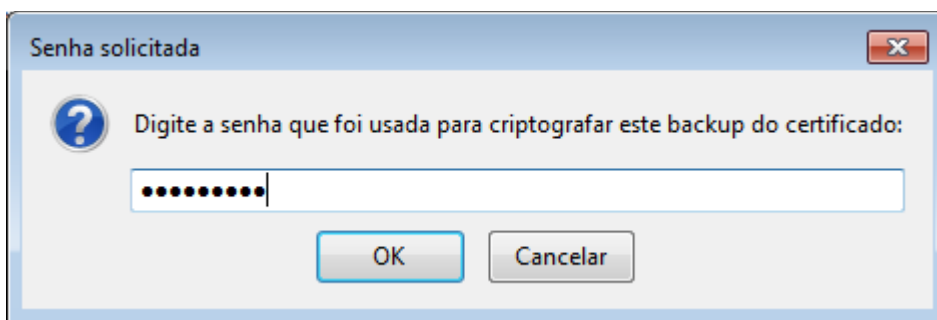 Senha solicitada
Digite a senha que foi usada para criptografar este backup do certificado:
•••••••••
OK
Cancelar